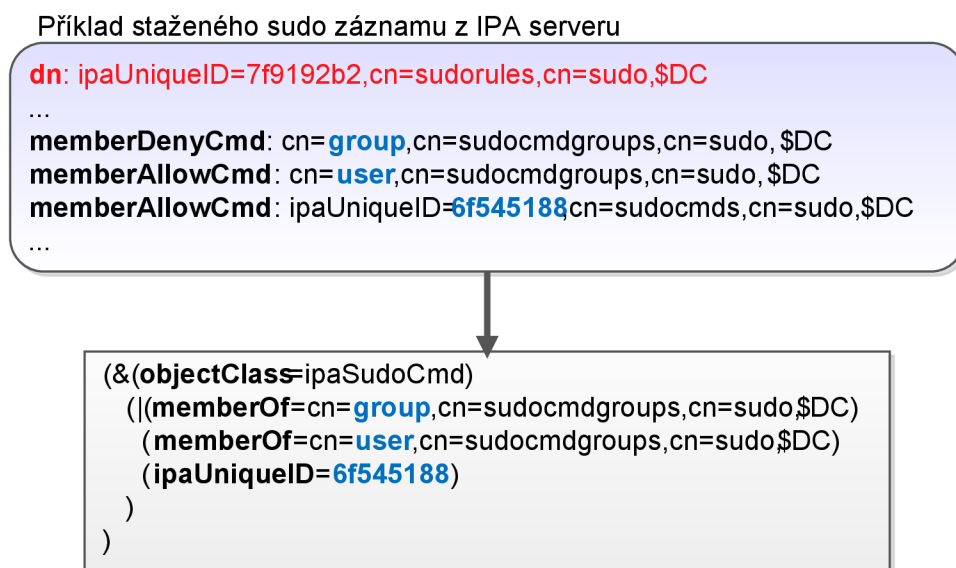 Příklad staženého sudo záznamu z IPA serveru
dn: ipaUniqueID=7f9192b2,cn=sudorules,cn=sudo,$DC
...
memberDenyCmd: cn=group,cn=sudocmdgroups,cn=sudo, $DC
memberAllowCmd: cn=user,cn=sudocmdgroups,cn=sudo, $DC
memberAllowCmd: ipaUniqueID=6f545188,cn=sudocmds,cn=sudo,$DC
...
(&(objectClass=ipaSudoCmd)
(|(memberOf=cn=group,cn=sudocmdgroups,cn=sudo,$DC)
(memberOf=cn=user,cn=sudocmdgroups,cn=sudo,$DC)
(ipaUniqueID=6f545188)
)
)